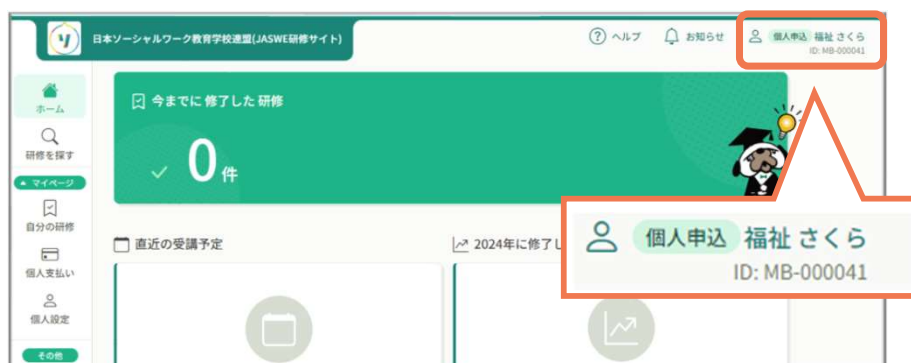 ソ
日本ソーシャルワーク教育学校連盟(JASWE研修サイト)
? ヘルプ
お知らせ
個人申込 福祉 さくら
ID: MB-000041
ホーム
研修を探す
マイページ
自分の研修
個人支払い
個人設定
その他
今までに 修了した 研修
0件
直近の受講予定
2024年に修了し
個人申込 福祉 さくら
ID: MB-000041